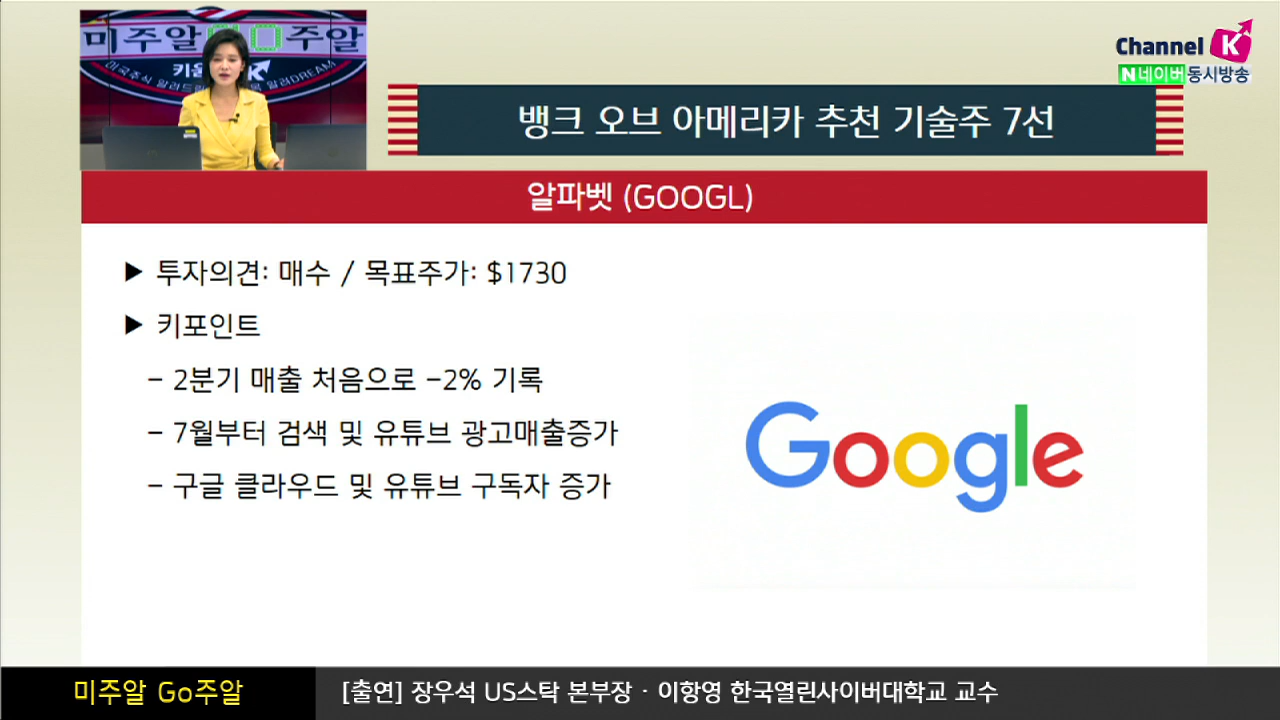 미주알GO주알
Channel K
N 네이버 동시방송
뱅크 오브 아메리카 추천 기술주 7선
알파벳 (GOOGL)
▶ 투자의견: 매수 / 목표주가: $1730
▶ 키포인트
- 2분기 매출 처음으로 -2% 기록
- 7월부터 검색 및 유튜브 광고매출증가
- 구글 클라우드 및 유튜브 구독자 증가
Google
미주알 Go주알
[출연] 장우석 US스탁 본부장 · 이항영 한국열린사이버대학교 교수